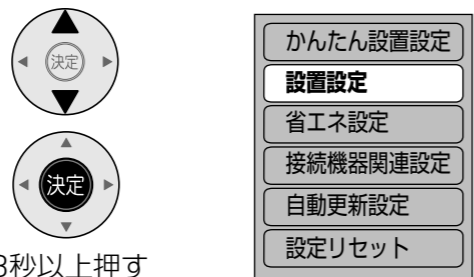 決定
決定
3秒以上押す
かんたん設置設定
設置設定
省エネ設定
接続機器関連設定
自動更新設定
設定リセット